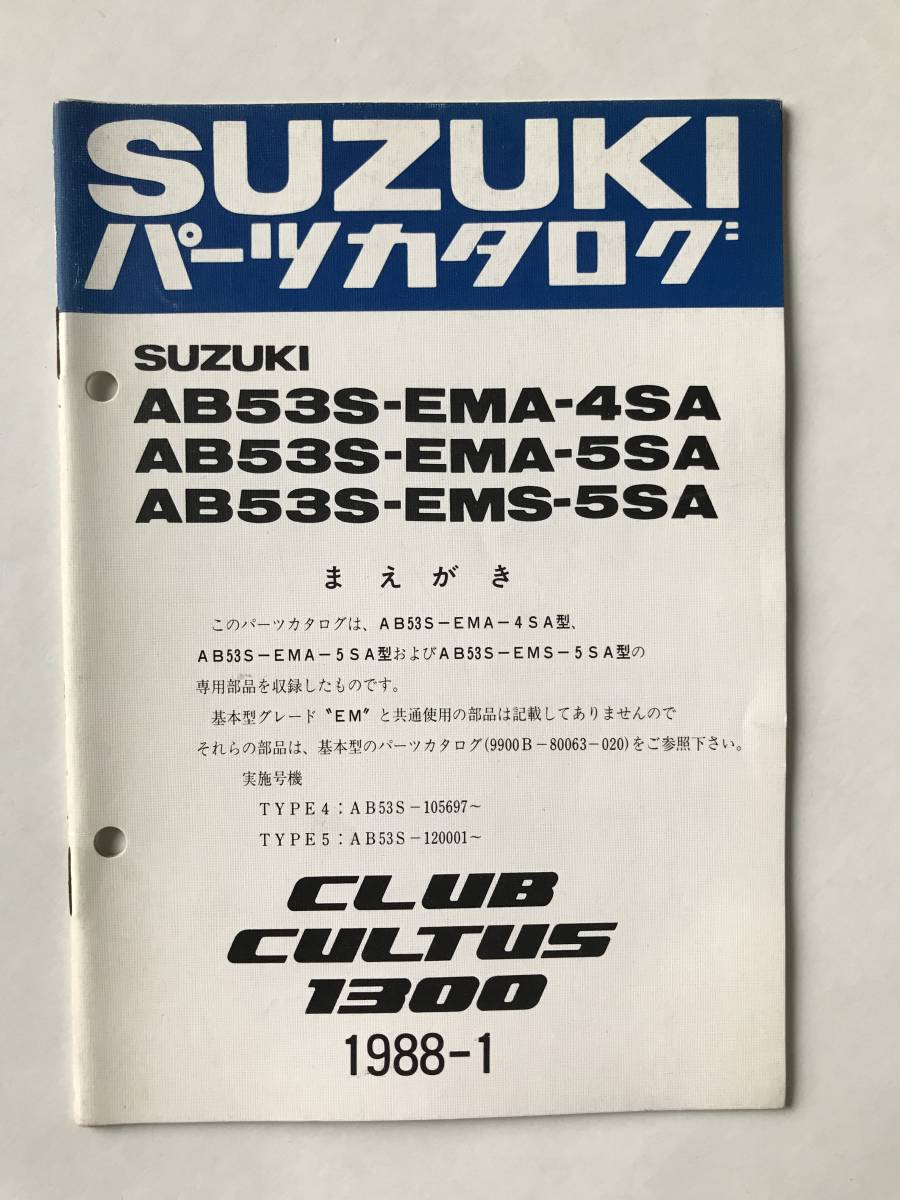 SUZUKI
パーツカタログ
SUZUKI
AB53S-EMA-4SA
AB53S-EMA-5SA
AB53S-EMS-5SA
まえがき
このパーツカタログは、AB53S－EMA－4SA型、
AB53S－EMA－5SA型およびAB53S－EMS－5SA型の
専用部品を収録したものです。
基本型グレード〝EM〟と共通使用の部品は記載してありませんので
それらの部品は、基本型のパーツカタログ(9900B－80063－020)をご参照下さい。
実施号機
TYPE4：AB53S－105697～
TYPE5：AB53S－120001～
CLUB
CULTUS
1300
1988-1